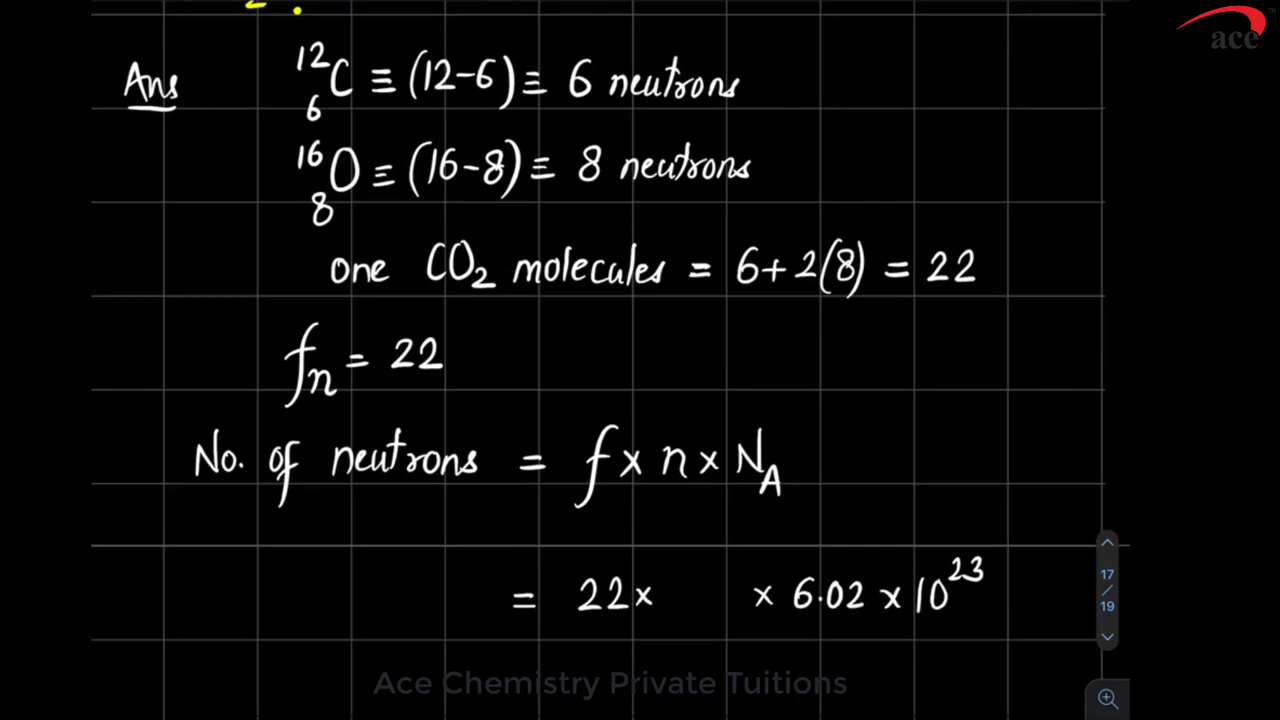 ace
Ans ¹²₆C ≡ (12-6) ≡ 6 neutrons
¹⁶₈O ≡ (16-8) ≡ 8 neutrons
one CO₂ molecules = 6+2(8) = 22
fₙ = 22
No. of neutrons = f × n × N_A
= 22 × × 6.02 × 10²³
17
/
19
Ace Chemistry Private Tuitions